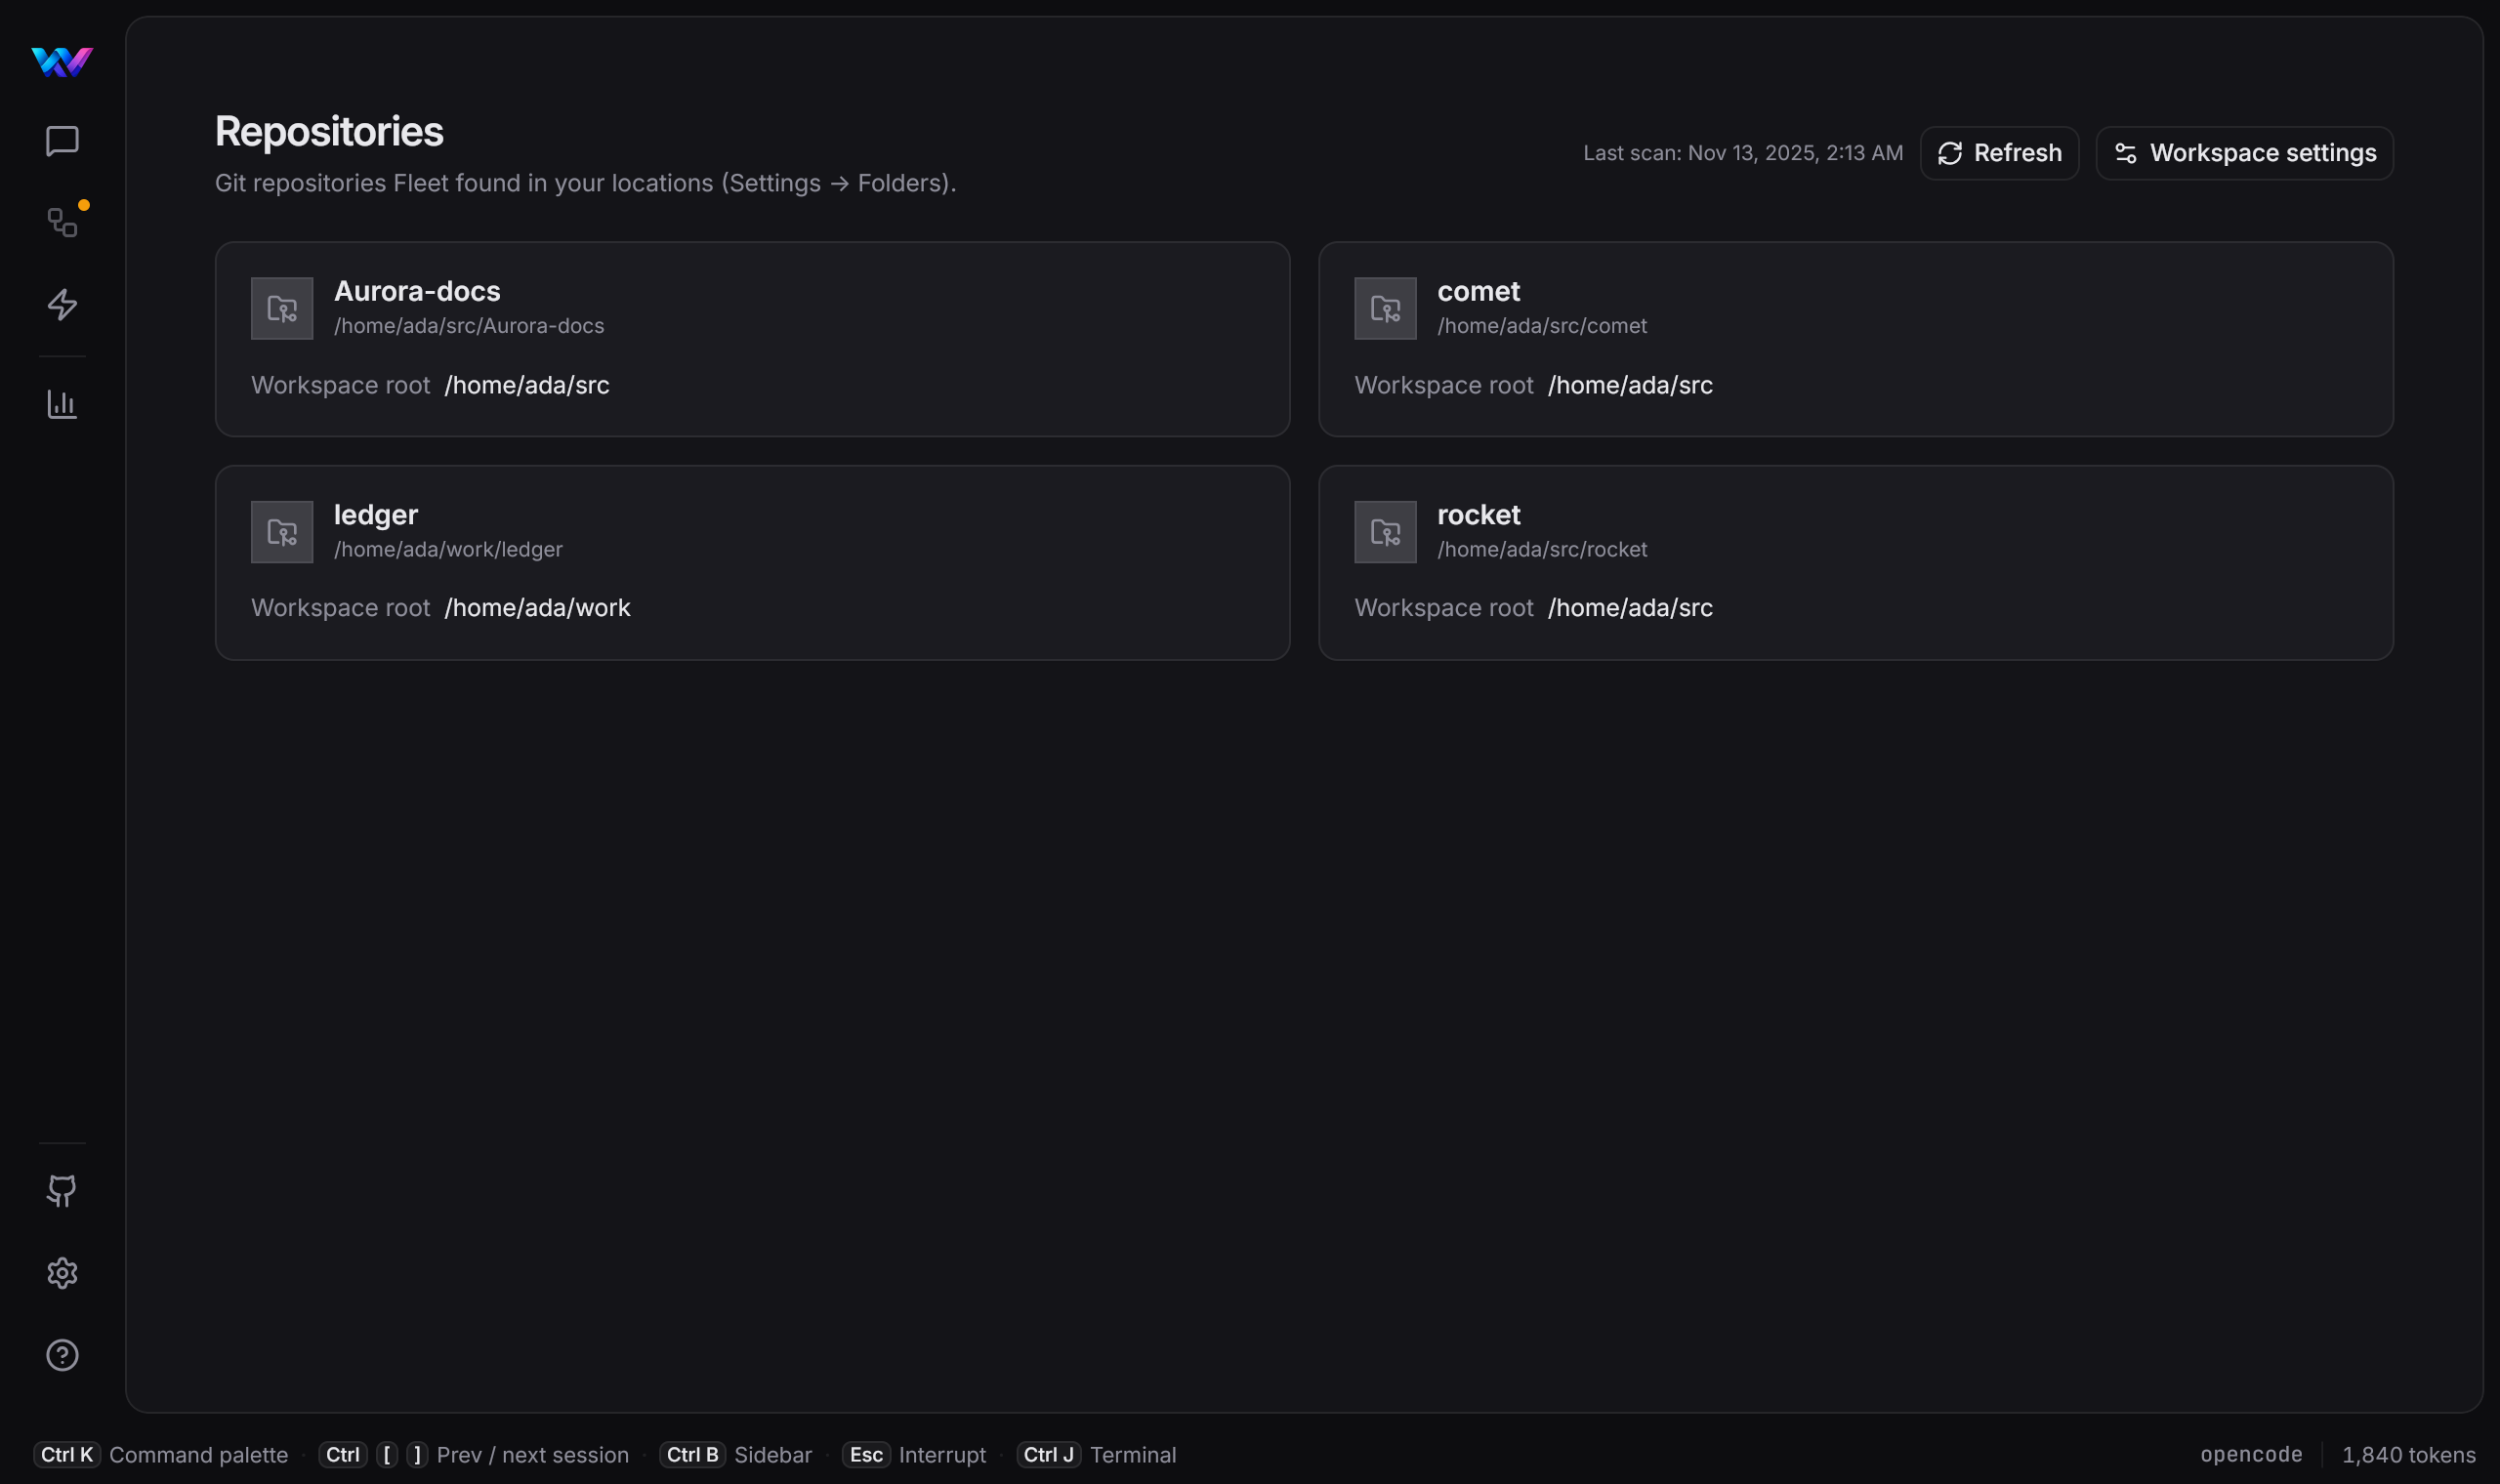 Repositories
Git repositories Fleet found in your locations (Settings → Folders).
Last scan: Nov 13, 2025, 2:13 AM
Refresh
Workspace settings
Aurora-docs
/home/ada/src/Aurora-docs
Workspace root /home/ada/src
comet
/home/ada/src/comet
Workspace root /home/ada/src
ledger
/home/ada/work/ledger
Workspace root /home/ada/work
rocket
/home/ada/src/rocket
Workspace root /home/ada/src
Ctrl K Command palette · Ctrl [ ] Prev / next session · Ctrl B Sidebar · Esc Interrupt · Ctrl J Terminal
opencode 1,840 tokens